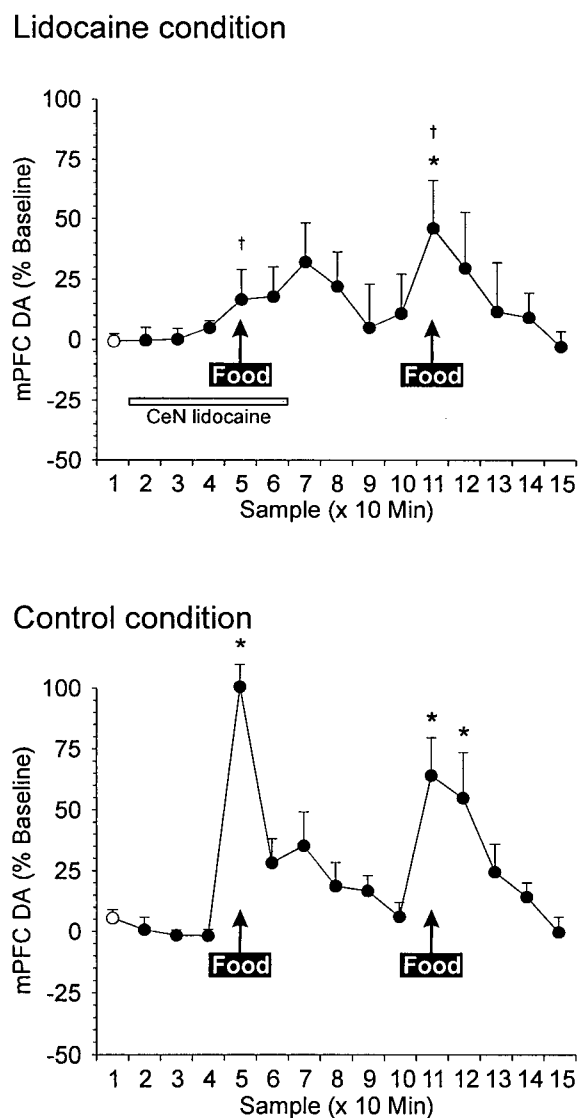 Lidocaine condition
mPFC DA (% Baseline)
100
75
50
25
0
-25
-50
†
†
*
Food
Food
CeN lidocaine
1 2 3 4 5 6 7 8 9 10 11 12 13 14 15
Sample (x 10 Min)
Control condition
mPFC DA (% Baseline)
100
75
50
25
0
-25
-50
*
*
*
Food
Food
1 2 3 4 5 6 7 8 9 10 11 12 13 14 15
Sample (x 10 Min)